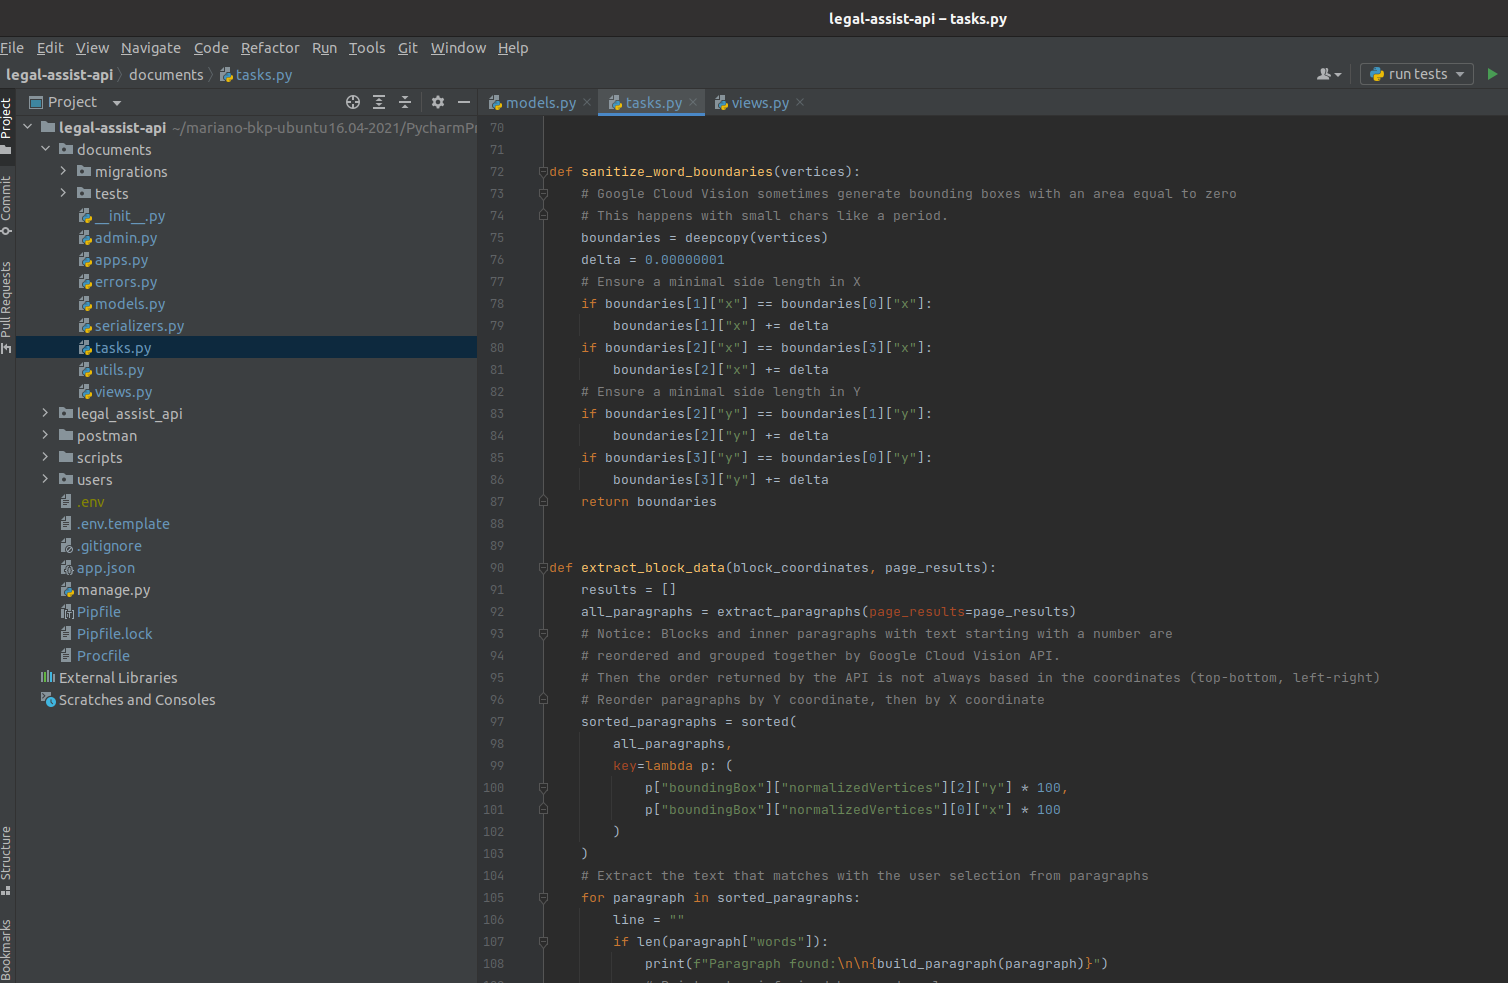 legal-assist-api – tasks.py
File Edit View Navigate Code Refactor Run Tools Git Window Help
legal-assist-api documents tasks.py
run tests
Project
models.py
tasks.py
views.py
Project
Commit
Pull Requests
Structure
Bookmarks
legal-assist-api ~/mariano-bkp-ubuntu16.04-2021/PycharmPr
documents
migrations
tests
__init__.py
admin.py
apps.py
errors.py
models.py
serializers.py
tasks.py
utils.py
views.py
legal_assist_api
postman
scripts
users
.env
.env.template
.gitignore
app.json
manage.py
Pipfile
Pipfile.lock
Procfile
External Libraries
Scratches and Consoles
70
71
72 def sanitize_word_boundaries(vertices):
73     # Google Cloud Vision sometimes generate bounding boxes with an area equal to zero
74     # This happens with small chars like a period.
75     boundaries = deepcopy(vertices)
76     delta = 0.00000001
77     # Ensure a minimal side length in X
78     if boundaries[1]["x"] == boundaries[0]["x"]:
79         boundaries[1]["x"] += delta
80     if boundaries[2]["x"] == boundaries[3]["x"]:
81         boundaries[2]["x"] += delta
82     # Ensure a minimal side length in Y
83     if boundaries[2]["y"] == boundaries[1]["y"]:
84         boundaries[2]["y"] += delta
85     if boundaries[3]["y"] == boundaries[0]["y"]:
86         boundaries[3]["y"] += delta
87     return boundaries
88
89
90 def extract_block_data(block_coordinates, page_results):
91     results = []
92     all_paragraphs = extract_paragraphs(page_results=page_results)
93     # Notice: Blocks and inner paragraphs with text starting with a number are
94     # reordered and grouped together by Google Cloud Vision API.
95     # Then the order returned by the API is not always based in the coordinates (top-bottom, left-right)
96     # Reorder paragraphs by Y coordinate, then by X coordinate
97     sorted_paragraphs = sorted(
98         all_paragraphs,
99         key=lambda p: (
100             p["boundingBox"]["normalizedVertices"][2]["y"] * 100,
101             p["boundingBox"]["normalizedVertices"][0]["x"] * 100
102         )
103     )
104     # Extract the text that matches with the user selection from paragraphs
105     for paragraph in sorted_paragraphs:
106         line = ""
107         if len(paragraph["words"]):
108             print(f"Paragraph found:\n\n{build_paragraph(paragraph)}")